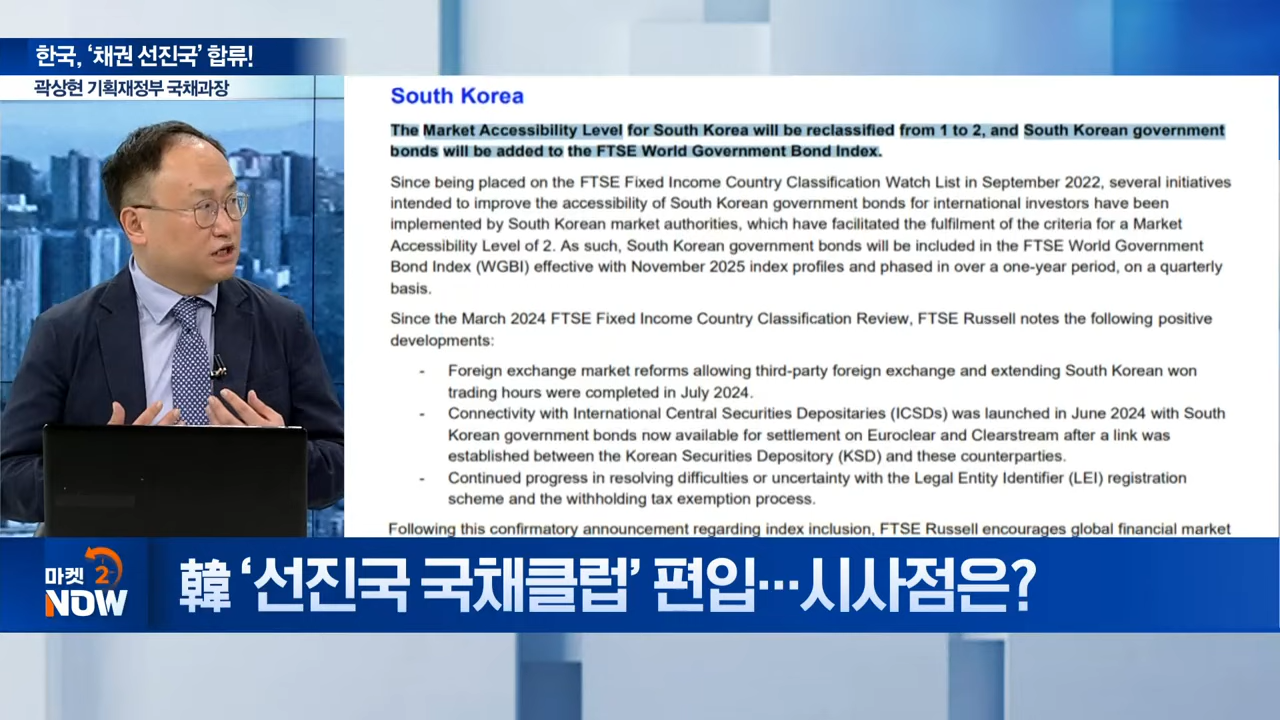 한국, ‘채권 선진국’ 합류!
곽상현 기획재정부 국채과장
South Korea
The Market Accessibility Level for South Korea will be reclassified from 1 to 2, and South Korean government
bonds will be added to the FTSE World Government Bond Index.
Since being placed on the FTSE Fixed Income Country Classification Watch List in September 2022, several initiatives
intended to improve the accessibility of South Korean government bonds for international investors have been
implemented by South Korean market authorities, which have facilitated the fulfilment of the criteria for a Market
Accessibility Level of 2. As such, South Korean government bonds will be included in the FTSE World Government
Bond Index (WGBI) effective with November 2025 index profiles and phased in over a one-year period, on a quarterly
basis.
Since the March 2024 FTSE Fixed Income Country Classification Review, FTSE Russell notes the following positive
developments:
- Foreign exchange market reforms allowing third-party foreign exchange and extending South Korean won
trading hours were completed in July 2024.
- Connectivity with International Central Securities Depositaries (ICSDs) was launched in June 2024 with South
Korean government bonds now available for settlement on Euroclear and Clearstream after a link was
established between the Korean Securities Depository (KSD) and these counterparties.
- Continued progress in resolving difficulties or uncertainty with the Legal Entity Identifier (LEI) registration
scheme and the withholding tax exemption process.
Following this confirmatory announcement regarding index inclusion, FTSE Russell encourages global financial market
마켓 2
NOW
韓 ‘선진국 국채클럽’ 편입…시사점은?